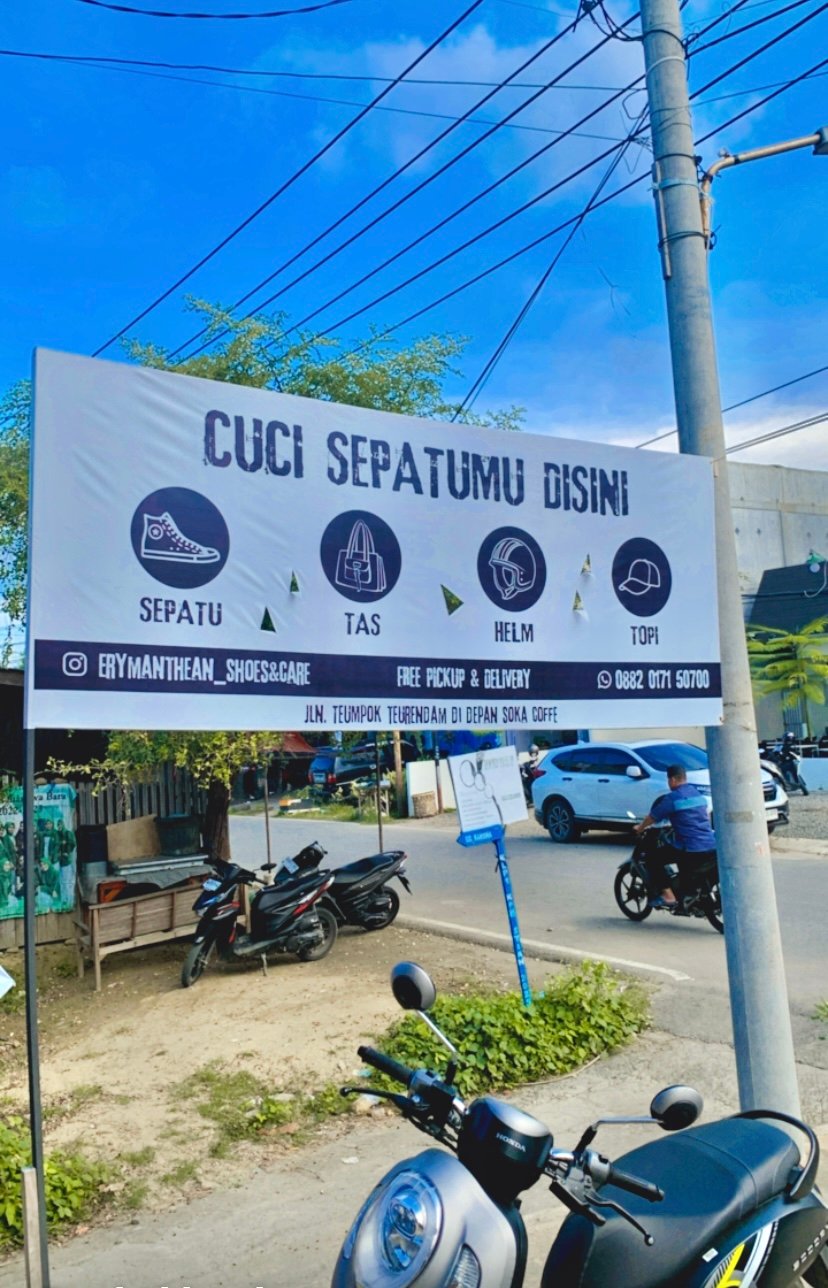 CUCI SEPATUMU DISINI
SEPATU
TAS
HELM
TOPI
ERYMANTHEAN_SHOES&CARE
FREE PICKUP & DELIVERY
0882 0171 50700
JLN. TEUMPOK TEURENDAM DI DEPAN SOKA COFFE
HONDA